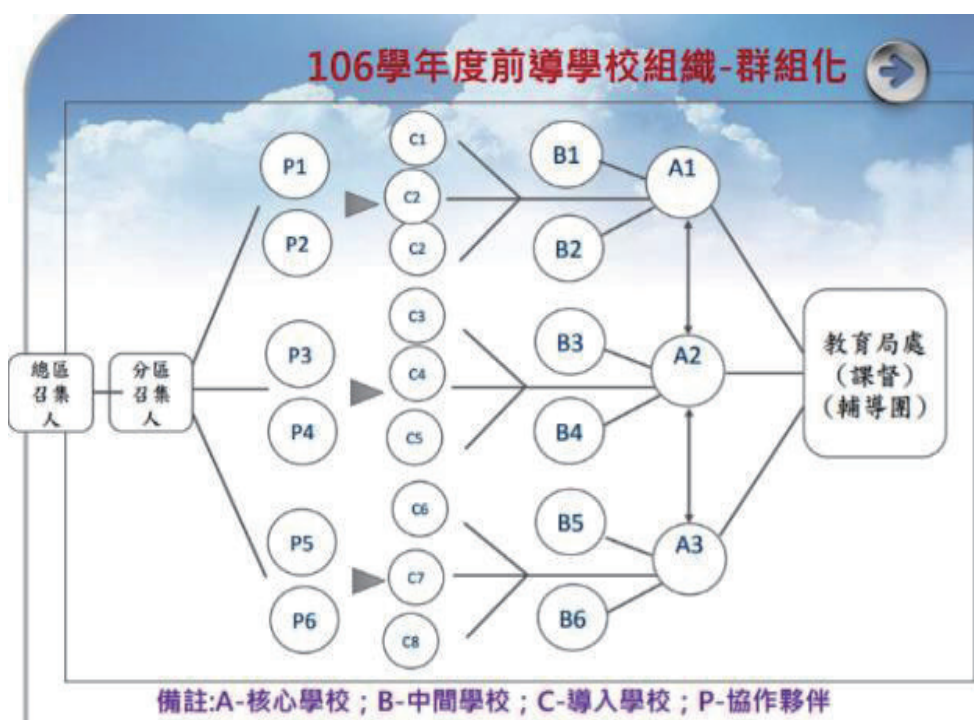 106學年度前導學校組織-群組化
總區
召集
人
分區
召集
人
P1
P2
P3
P4
P5
P6
C1
C2
C2
C3
C4
C5
C6
C7
C8
B1
B2
B3
B4
B5
B6
A1
A2
A3
教育局處
(課督)
(輔導團)
備註:A-核心學校；B-中間學校；C-導入學校；P-協作夥伴